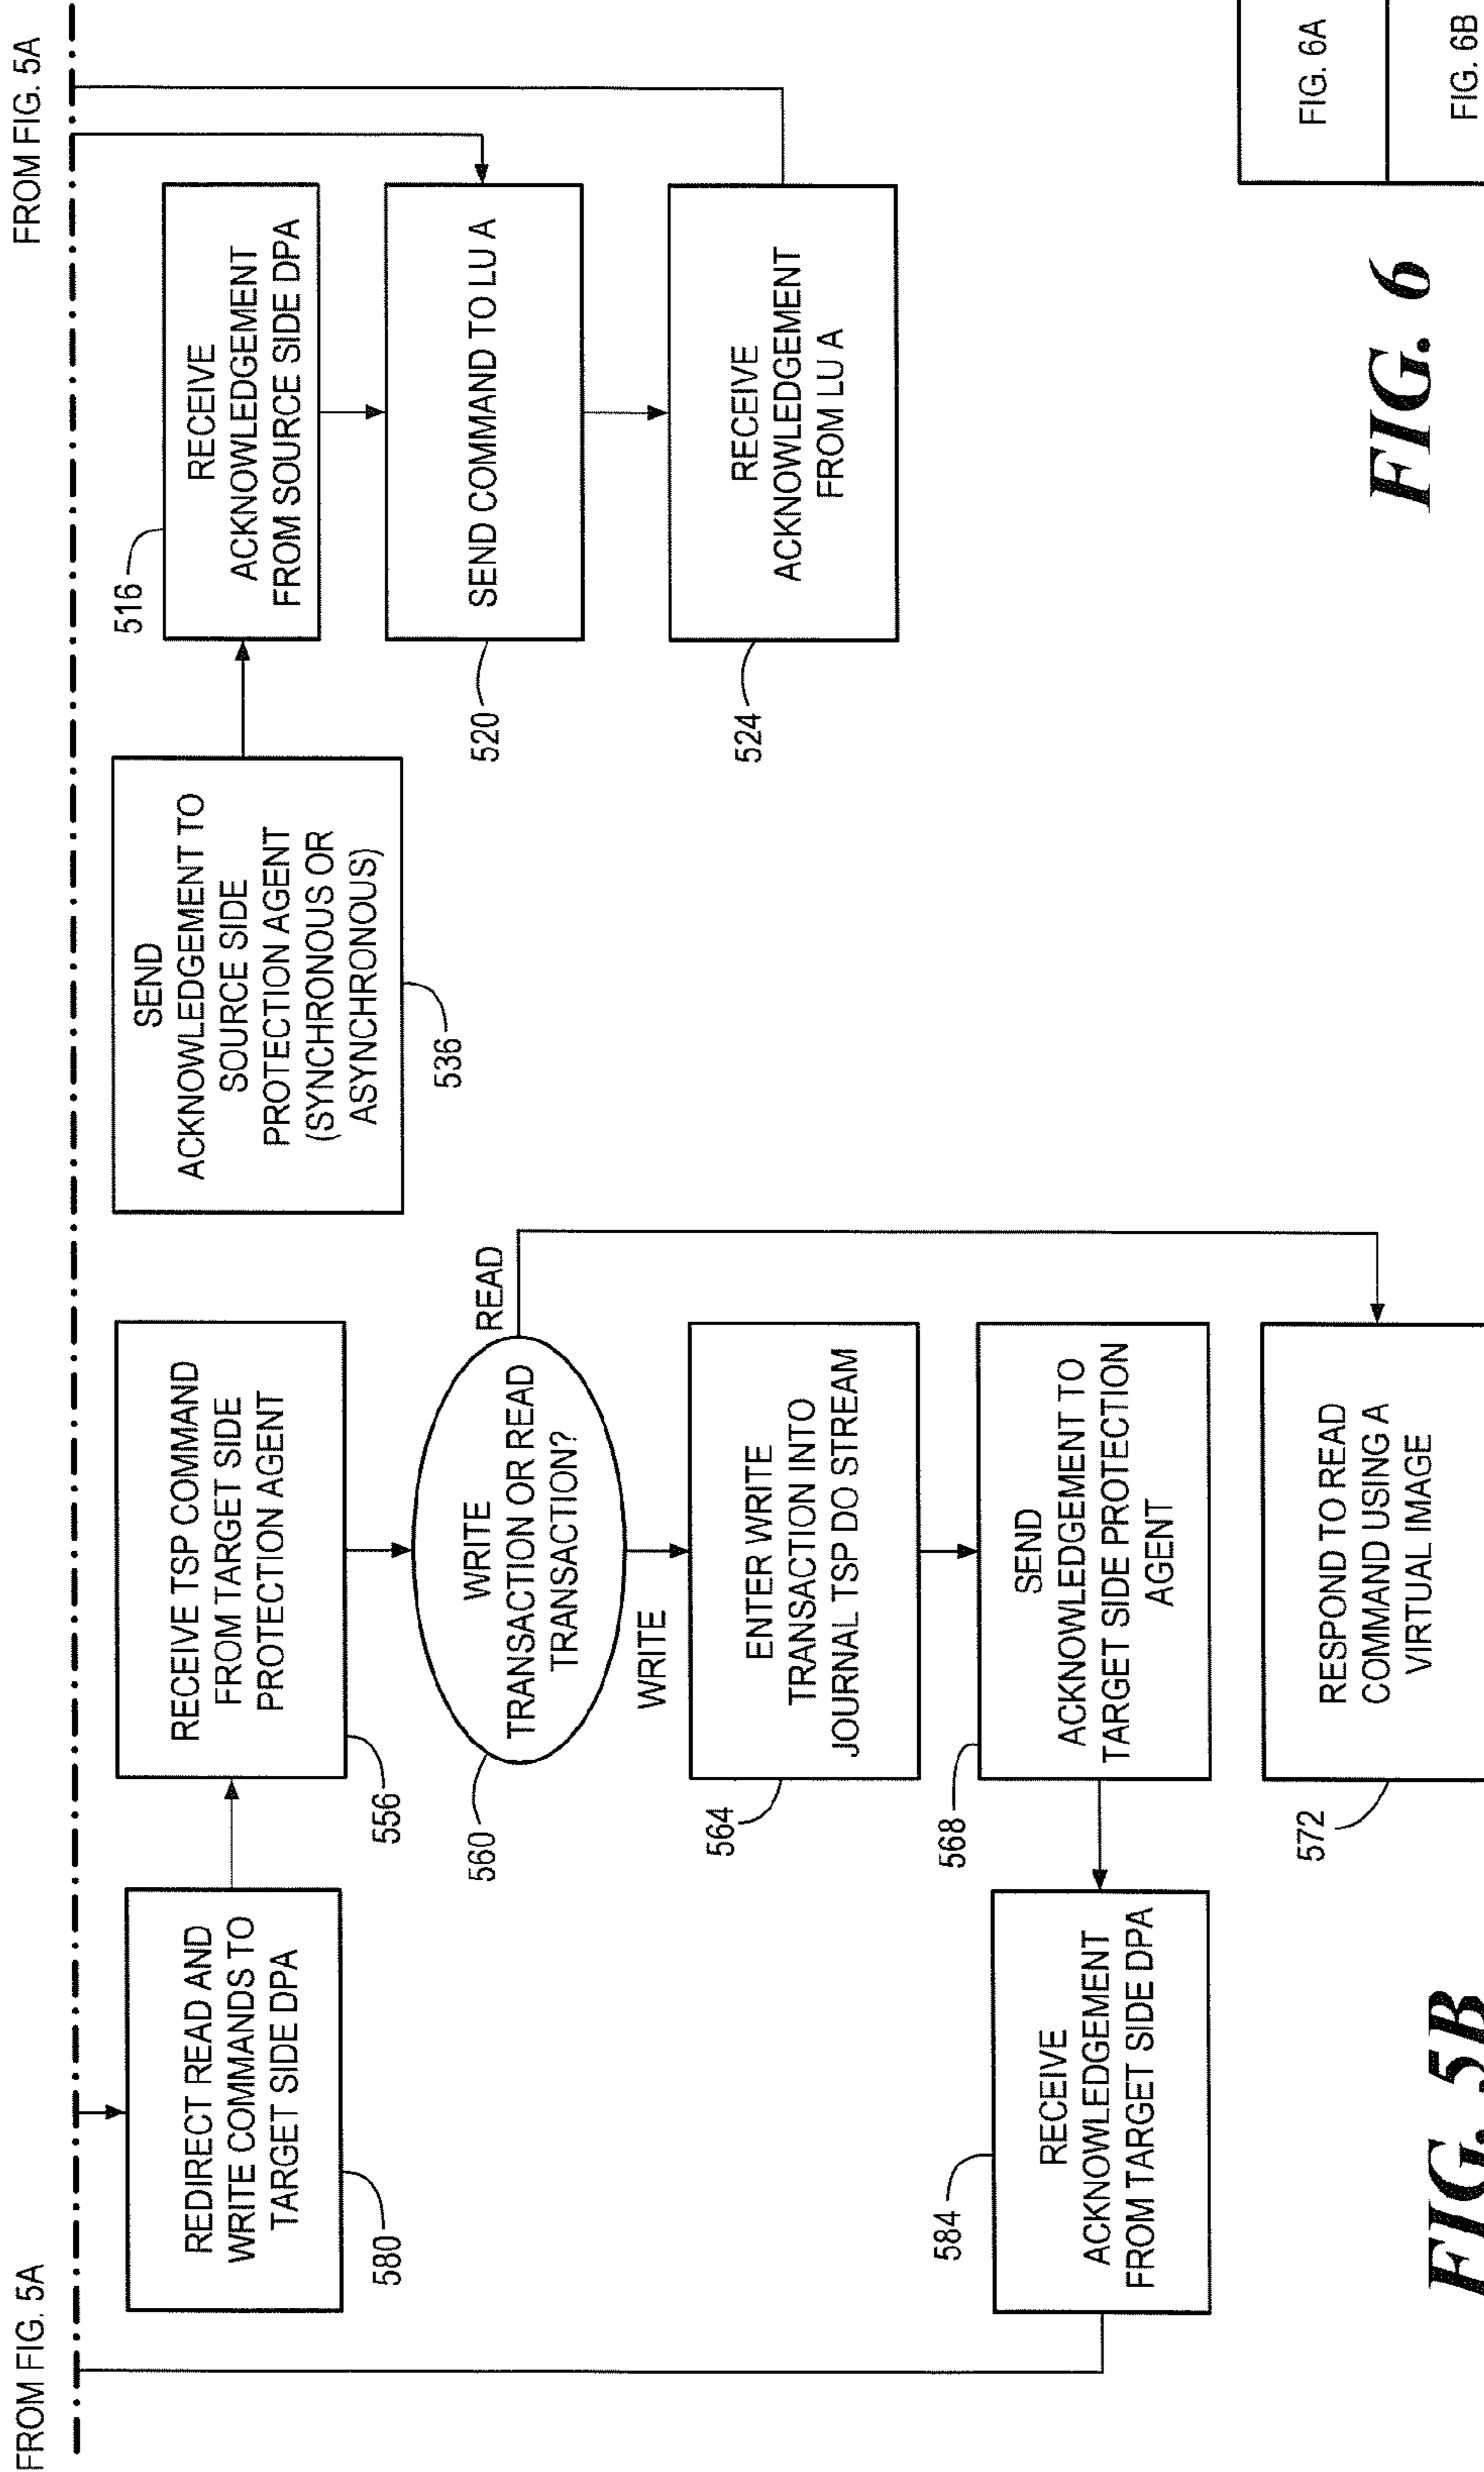 FROM FIG. 5A
FROM FIG. 5A
REDIRECT READ AND
WRITE COMMANDS TO
TARGET SIDE DPA
580
RECEIVE TSP COMMAND
FROM TARGET SIDE
PROTECTION AGENT
556
SEND
ACKNOWLEDGEMENT TO
SOURCE SIDE
PROTECTION AGENT
(SYNCHRONOUS OR
ASYNCHRONOUS)
536
516
RECEIVE
ACKNOWLEDGEMENT
FROM SOURCE SIDE DPA
WRITE
TRANSACTION OR READ
TRANSACTION?
560
READ
WRITE
520
SEND COMMAND TO LU A
564
ENTER WRITE
TRANSACTION INTO
JOURNAL TSP DO STREAM
524
RECEIVE
ACKNOWLEDGEMENT
FROM LU A
584
RECEIVE
ACKNOWLEDGEMENT
FROM TARGET SIDE DPA
568
SEND
ACKNOWLEDGEMENT TO
TARGET SIDE PROTECTION
AGENT
572
RESPOND TO READ
COMMAND USING A
VIRTUAL IMAGE
FIG. 5B
FIG. 6
FIG. 6A
FIG. 6B